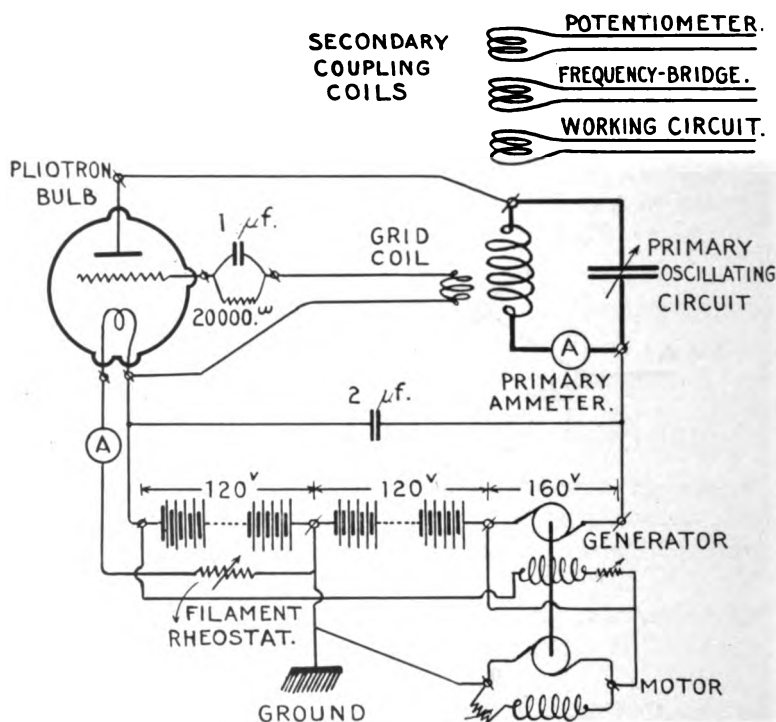 SECONDARY
COUPLING
COILS
POTENTIOMETER.
FREQUENCY-BRIDGE.
WORKING CIRCUIT.
PLIOTRON
BULB
1 μf.
20000.ω
GRID
COIL
PRIMARY
OSCILLATING
CIRCUIT
A
PRIMARY
AMMETER.
2 μf.
A
120v
120v
160v
GENERATOR
FILAMENT
RHEOSTAT.
GROUND
MOTOR